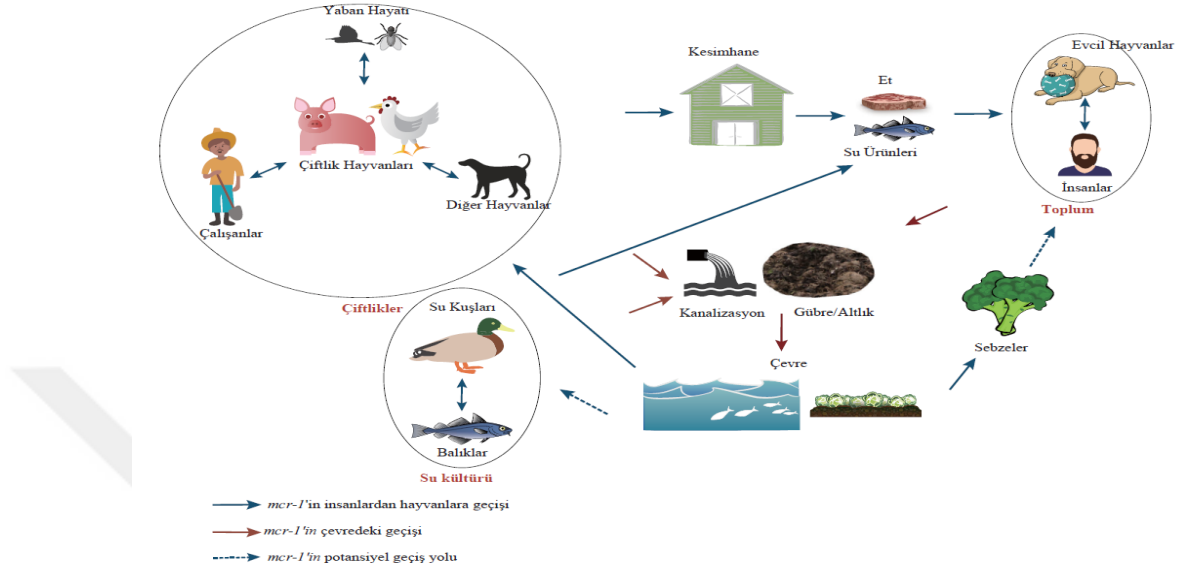 Yaban Hayatı
Çiftlik Hayvanları
Çalışanlar
Diğer Hayvanlar
Çiftlikler
Kesimhane
Et
Su Ürünleri
Evcil Hayvanlar
İnsanlar
Toplum
Kanalizasyon
Gübre/Altlık
Çevre
Sebzeler
Su Kuşları
Balıklar
Su kültürü
mcr-1'in insanlardan hayvanlara geçişi
mcr-1'in çevredeki geçişi
mcr-1'in potansiyel geçiş yolu